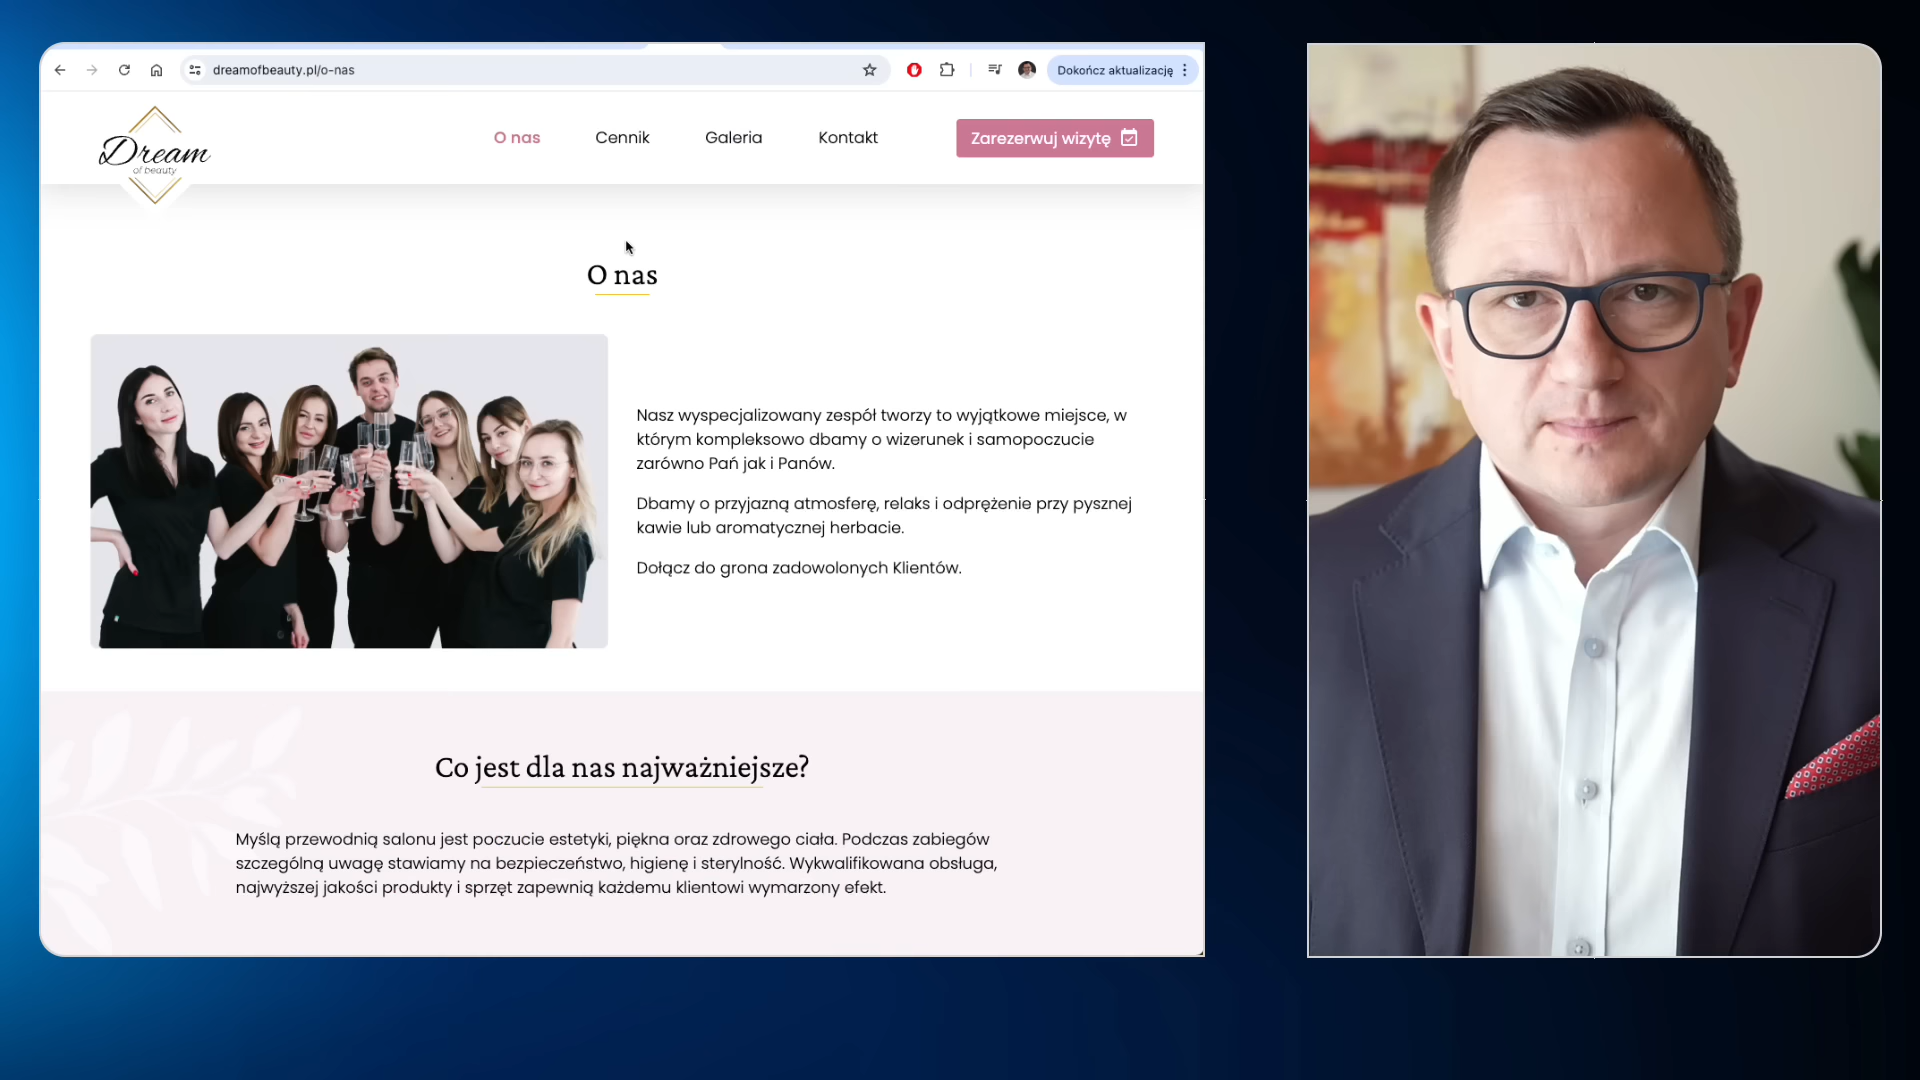 dreamofbeauty.pl/o-nas
Dokończ aktualizację
Dream
of beauty
O nas
Cennik
Galeria
Kontakt
Zarezerwuj wizytę
O nas
Nasz wyspecjalizowany zespół tworzy to wyjątkowe miejsce, w
którym kompleksowo dbamy o wizerunek i samopoczucie
zarówno Pań jak i Panów.
Dbamy o przyjazną atmosferę, relaks i odprężenie przy pysznej
kawie lub aromatycznej herbacie.
Dołącz do grona zadowolonych Klientów.
Co jest dla nas najważniejsze?
Myślą przewodnią salonu jest poczucie estetyki, piękna oraz zdrowego ciała. Podczas zabiegów
szczególną uwagę stawiamy na bezpieczeństwo, higienę i sterylność. Wykwalifikowana obsługa,
najwyższej jakości produkty i sprzęt zapewnią każdemu klientowi wymarzony efekt.